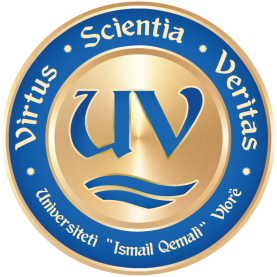 Virtus · Scientia · Veritas
UV
Universiteti "Ismail Qemali" Vlorë